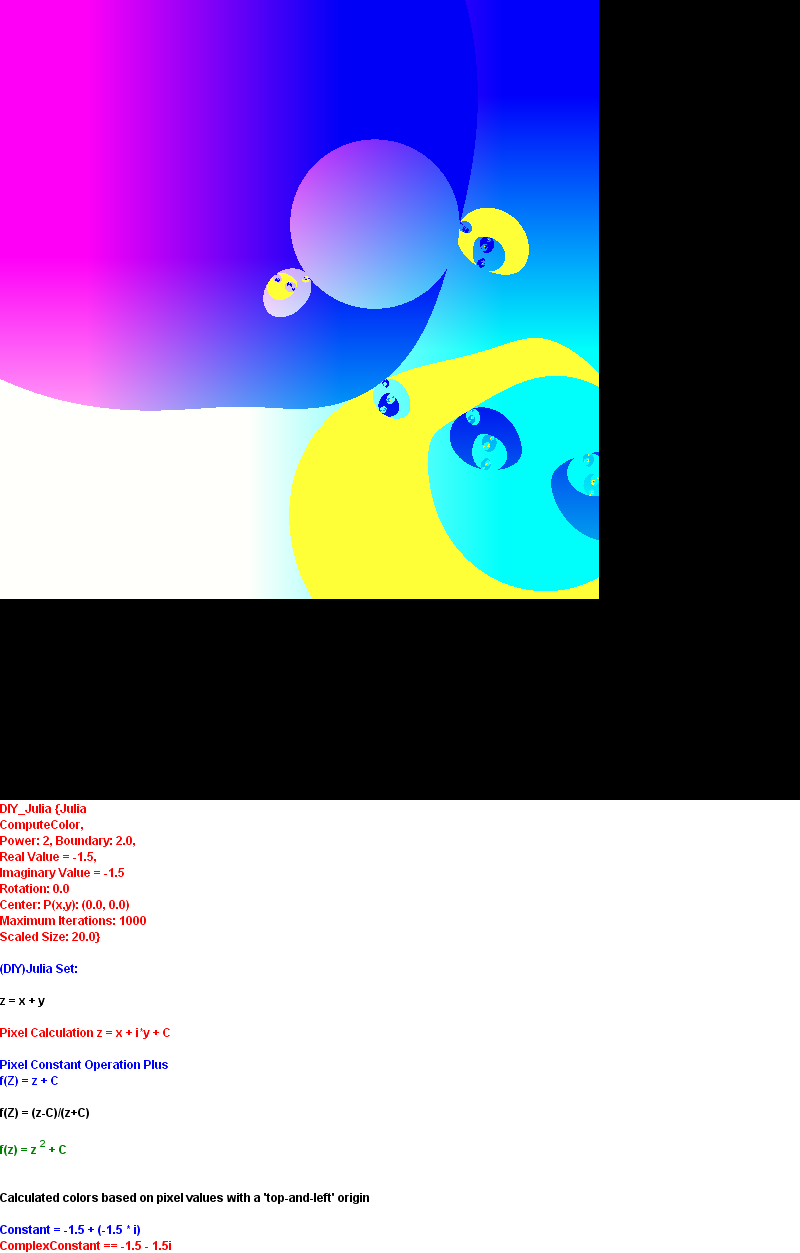 DIY_Julia {Julia
ComputeColor,
Power: 2, Boundary: 2.0,
Real Value = -1.5,
Imaginary Value = -1.5
Rotation: 0.0
Center: P(x,y): (0.0, 0.0)
Maximum Iterations: 1000
Scaled Size: 20.0}
(DIY)Julia Set:
z = x + y
Pixel Calculation z = x + i*y + C
Pixel Constant Operation Plus
f(Z) = z + C
f(Z) = (z-C)/(z+C)
f(z) = z 2 + C
Calculated colors based on pixel values with a 'top-and-left' origin
Constant = -1.5 + (-1.5 * i)
ComplexConstant == -1.5 - 1.5i